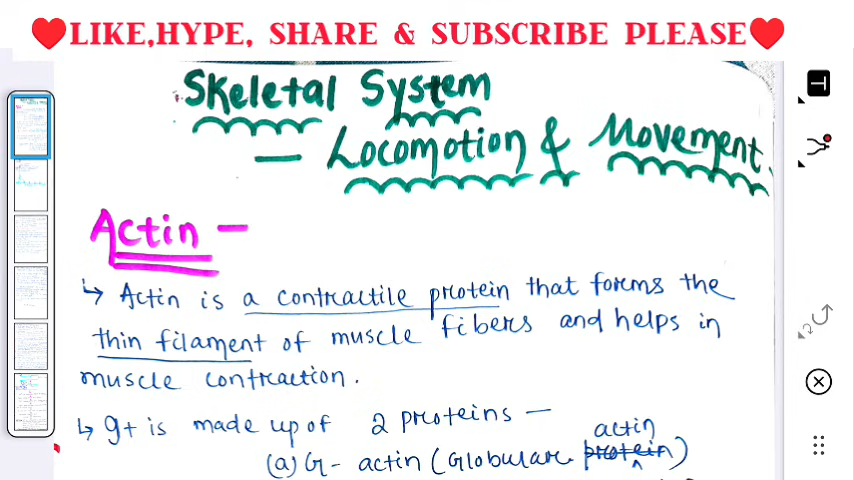 ❤LIKE,HYPE, SHARE & SUBSCRIBE PLEASE❤
Skeletal System
— Locomotion & Movement.
Actin –
↳ Actin is a contractile protein that forms the
thin filament of muscle fibers and helps in
muscle contraction.
↳ It is made up of 2 proteins —
actin
(a) G- actin (Globular protein)